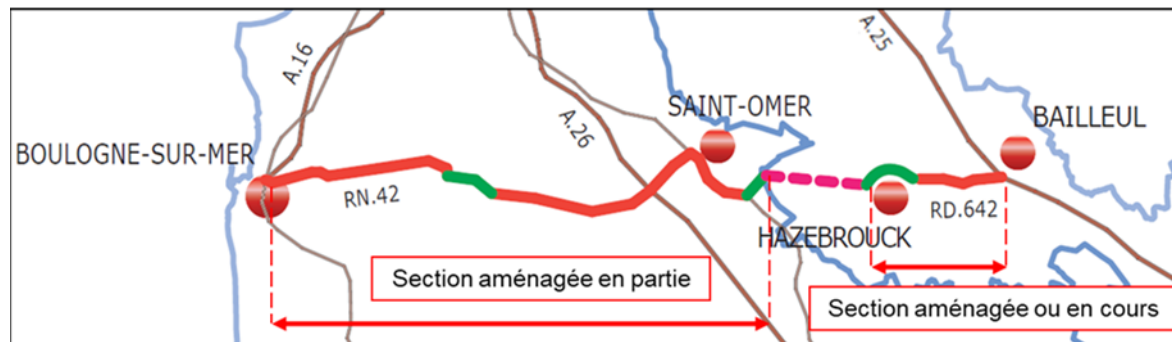 A.16
A.25
SAINT-OMER
BAILLEUL
A.26
BOULOGNE-SUR-MER
RN.42
RD.642
HAZEBROUCK
Section aménagée en partie
Section aménagée ou en cours